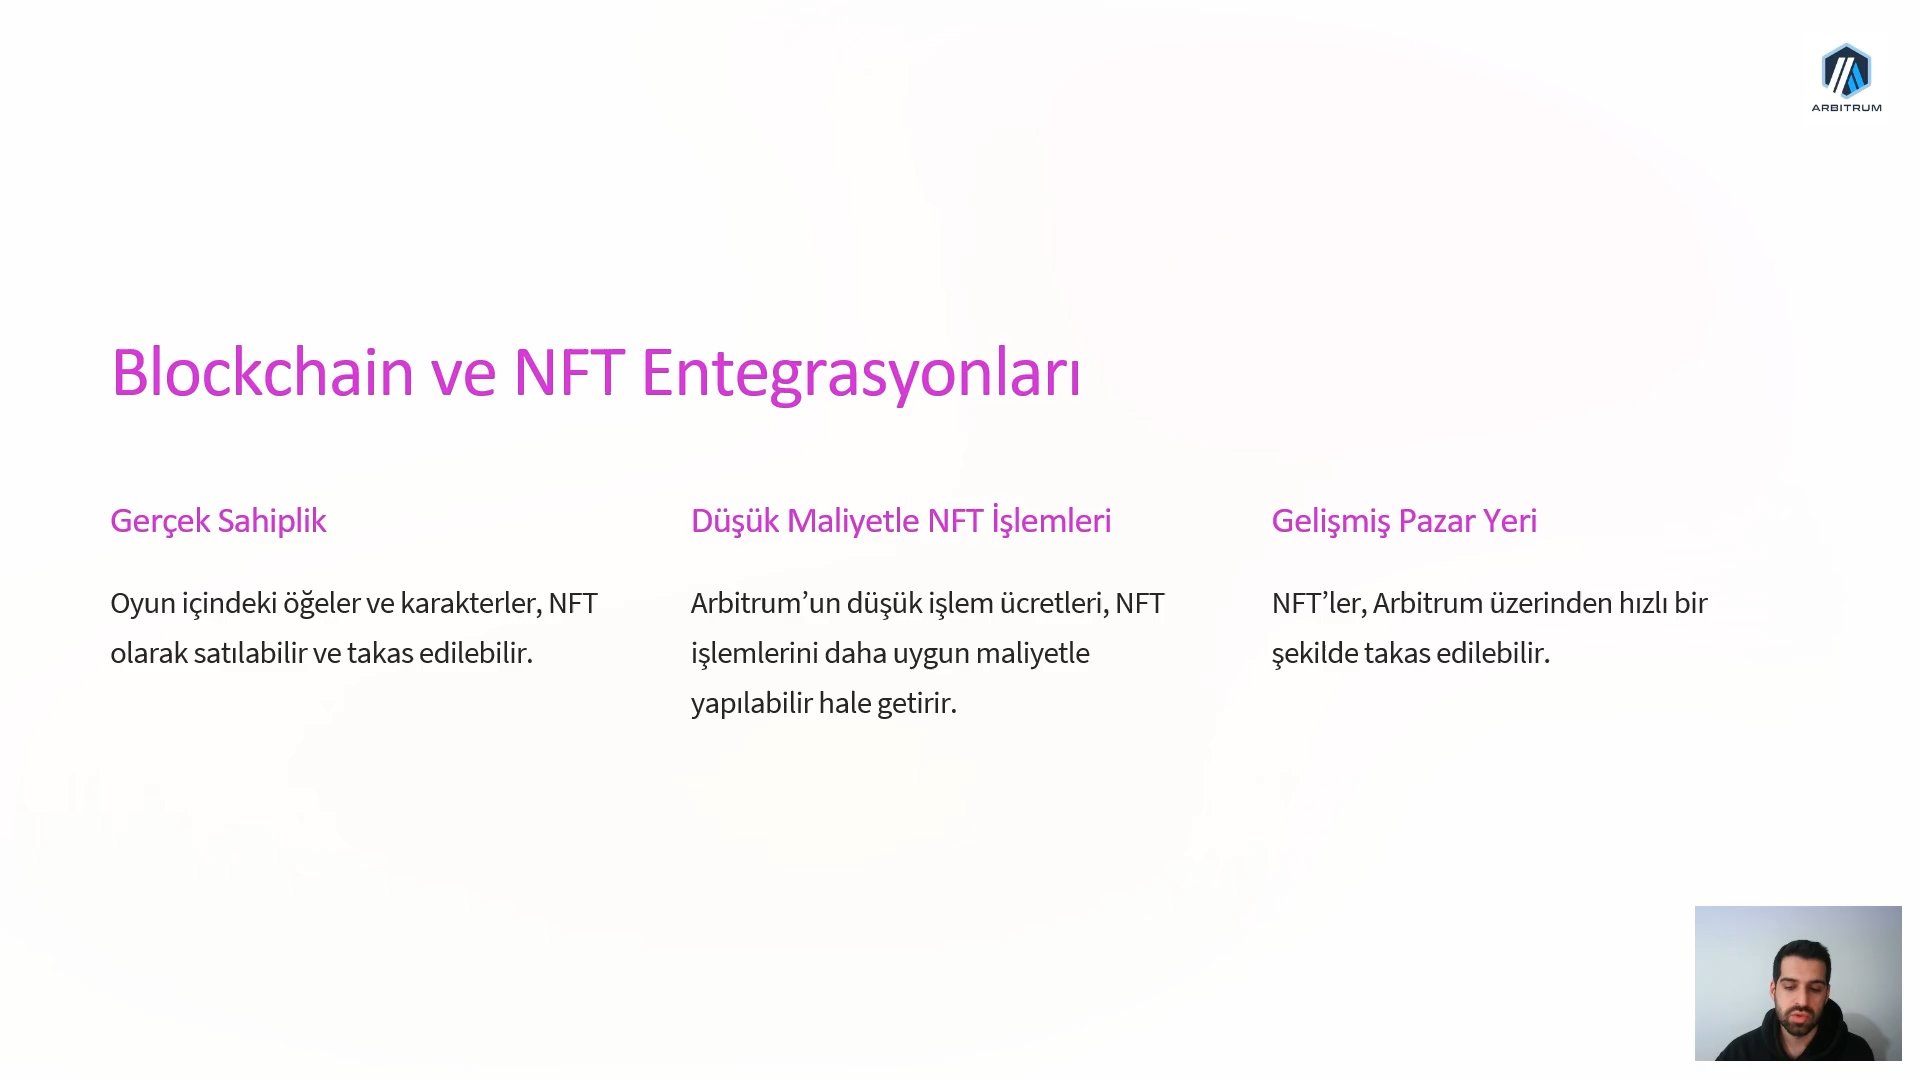 ARBITRUM
Blockchain ve NFT Entegrasyonları
Gerçek Sahiplik
Oyun içindeki öğeler ve karakterler, NFT
olarak satılabilir ve takas edilebilir.
Düşük Maliyetle NFT İşlemleri
Arbitrum’un düşük işlem ücretleri, NFT
işlemlerini daha uygun maliyetle
yapılabilir hale getirir.
Gelişmiş Pazar Yeri
NFT’ler, Arbitrum üzerinden hızlı bir
şekilde takas edilebilir.